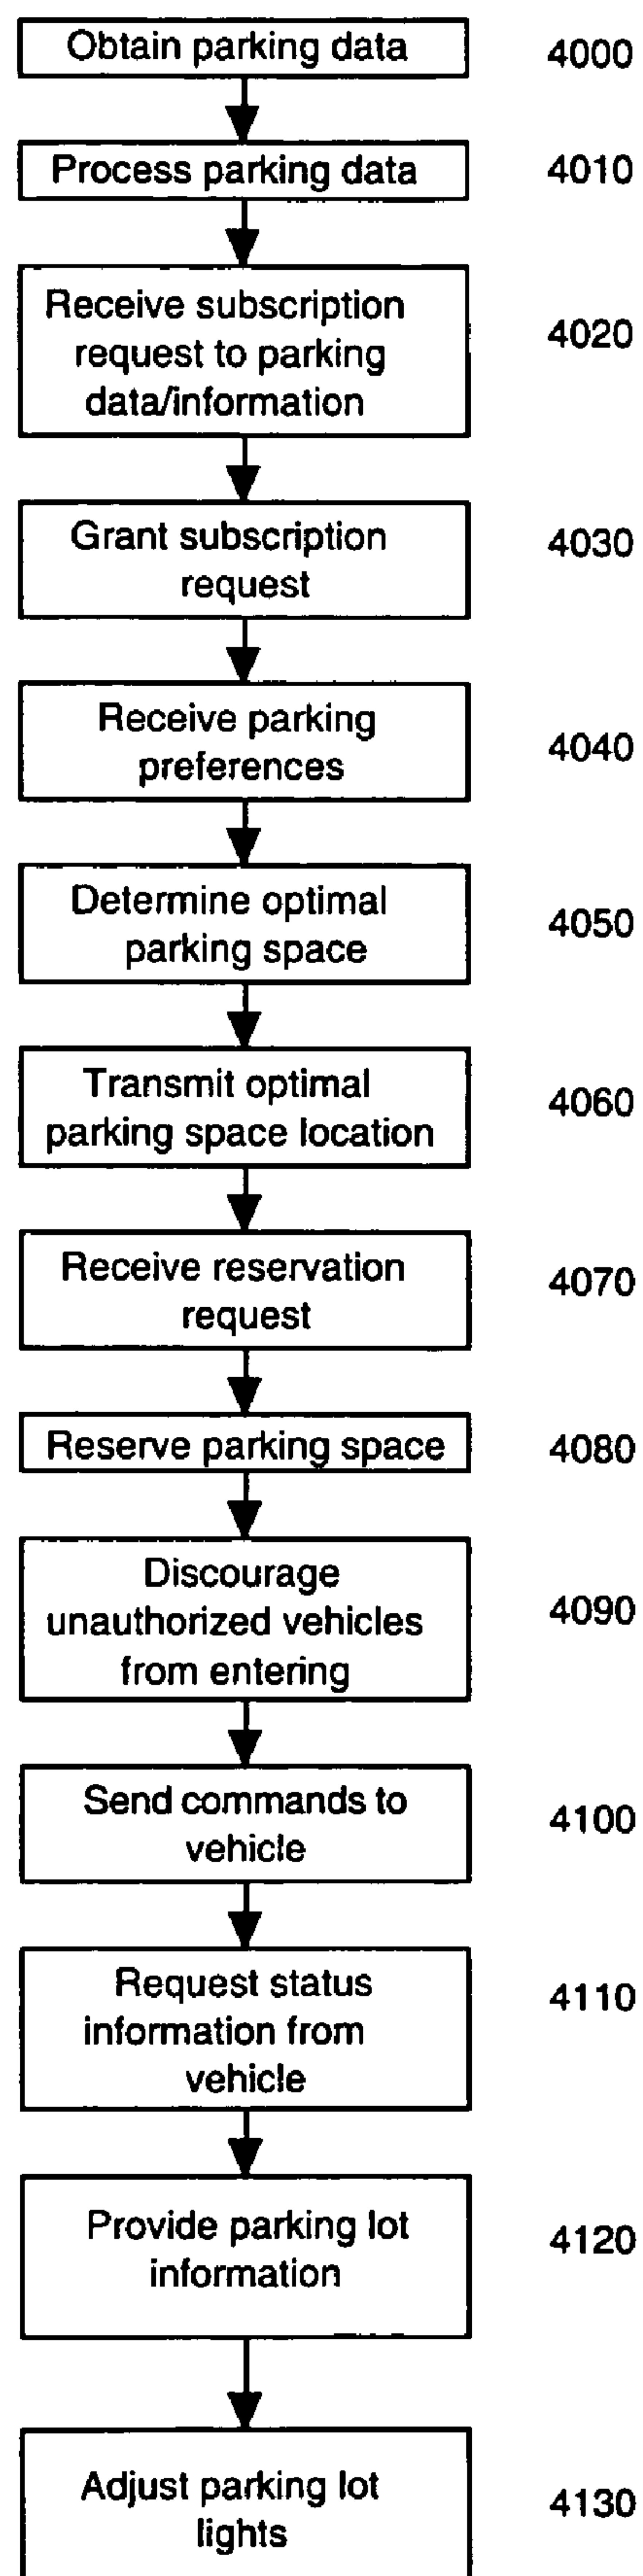 Obtain parking data 4000
Process parking data 4010
Receive subscription
request to parking 4020
data/information
Grant subscription 4030
request
Receive parking 4040
preferences
Determine optimal 4050
parking space
Transmit optimal 4060
parking space location
Receive reservation 4070
request
Reserve parking space 4080
Discourage
unauthorized vehicles 4090
from entering
Send commands to 4100
vehicle
Request status 4110
information from
vehicle
Provide parking lot 4120
information
Adjust parking lot 4130
lights